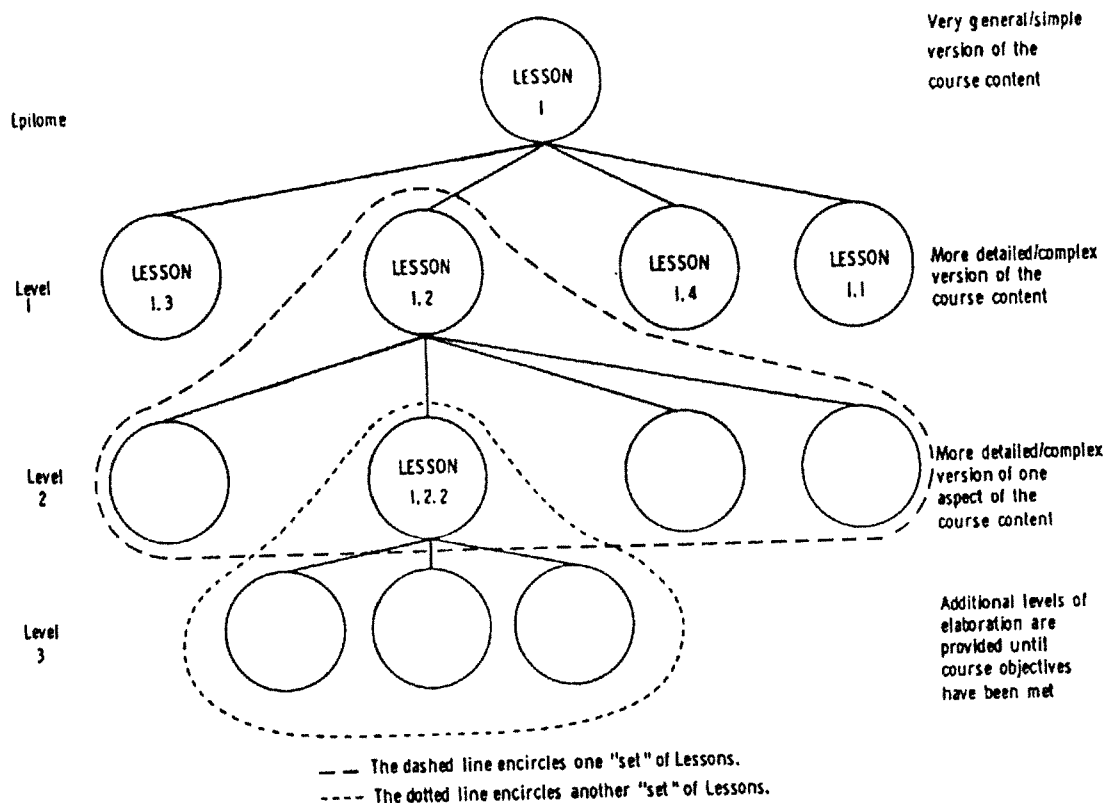 Very general/simple
version of the
course content
LESSON
1
Epilome
LESSON
1.3
LESSON
1.2
LESSON
1.4
LESSON
1.1
Level
1
More detailed/complex
version of the
course content
Level
2
LESSON
1.2.2
More detailed/complex
version of one
aspect of the
course content
Level
3
Additional levels of
elaboration are
provided until
course objectives
have been met
The dashed line encircles one "set" of Lessons.
The dotted line encircles another "set" of Lessons.